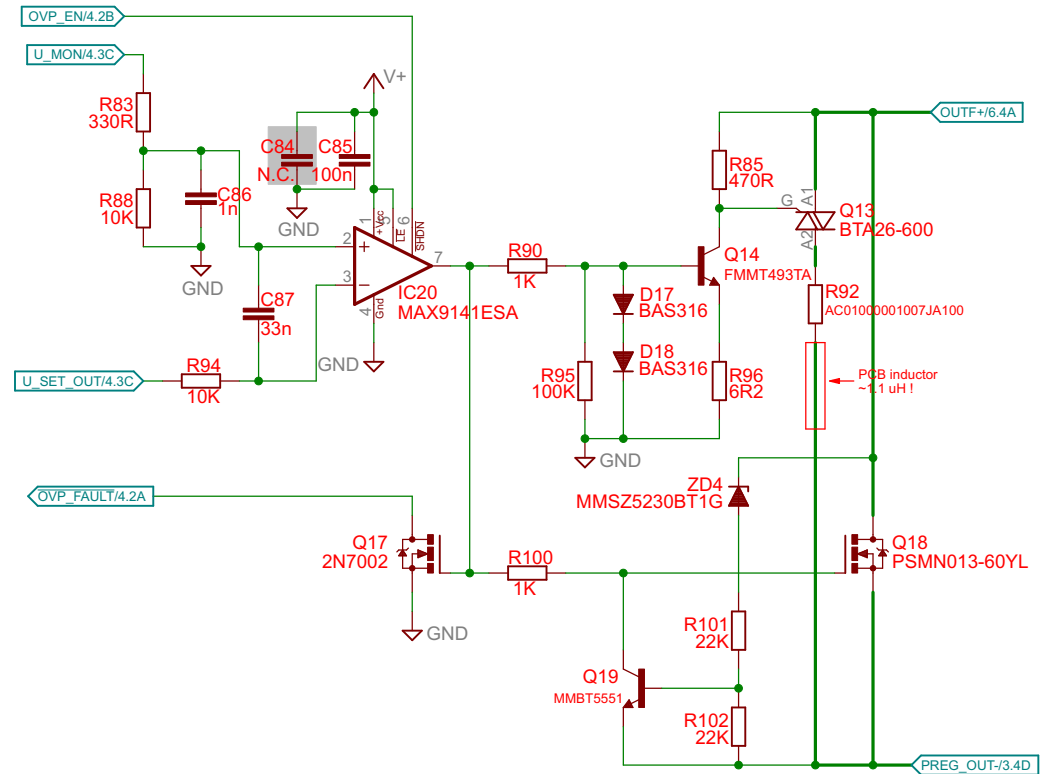 OVP_EN/4.2B
U_MON/4.3C
V+
R83
330R
C84
N.C.
C85
100n
OUTF+/6.4A
R85
470R
R88
10K
C86
1n
GND
GND
1
+Vcc
5
LE
6
SHDN
G
A1
A2
Q13
BTA26-600
2
+
3
−
7
4
Gnd
IC20
MAX9141ESA
R90
1K
Q14
FMMT493TA
C87
33n
D17
BAS316
R92
AC01000001007JA100
R94
10K
U_SET_OUT/4.3C
GND
D18
BAS316
R95
100K
R96
6R2
PCB inductor
~1.1 uH !
GND
OVP_FAULT/4.2A
ZD4
MMSZ5230BT1G
Q17
2N7002
R100
1K
Q18
PSMN013-60YL
GND
R101
22K
Q19
MMBT5551
R102
22K
PREG_OUT-/3.4D